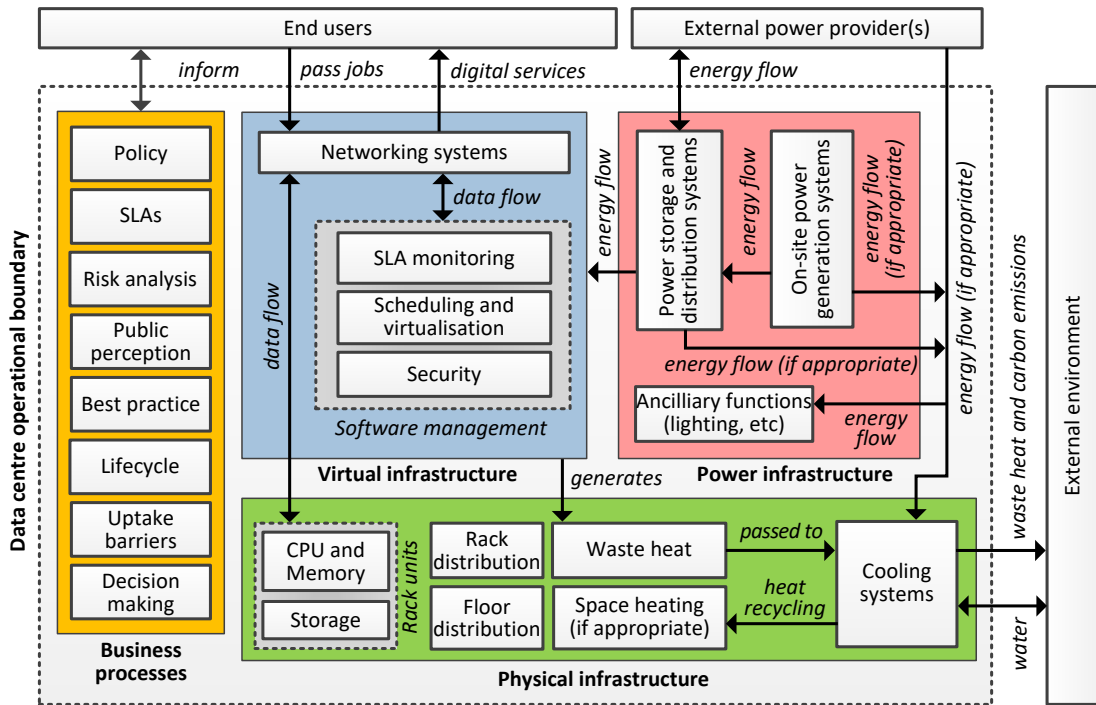 End users
External power provider(s)
inform
pass jobs
digital services
energy flow
Data centre operational boundary
Policy
SLAs
Risk analysis
Public
perception
Best practice
Lifecycle
Uptake
barriers
Decision
making
Business
processes
Networking systems
data flow
data flow
SLA monitoring
Scheduling and
virtualisation
Security
Software management
Virtual infrastructure
energy flow
Power storage and
distribution systems
energy flow
On-site power
generation systems
energy flow
(if appropriate)
energy flow (if appropriate)
energy flow (if appropriate)
Ancilliary functions
(lighting, etc)
energy
flow
Power infrastructure
generates
CPU and
Memory
Storage
Rack units
Rack
distribution
Floor
distribution
Waste heat
Space heating
(if appropriate)
passed to
heat
recycling
Cooling
systems
Physical infrastructure
waste heat and carbon emissions
water
External environment